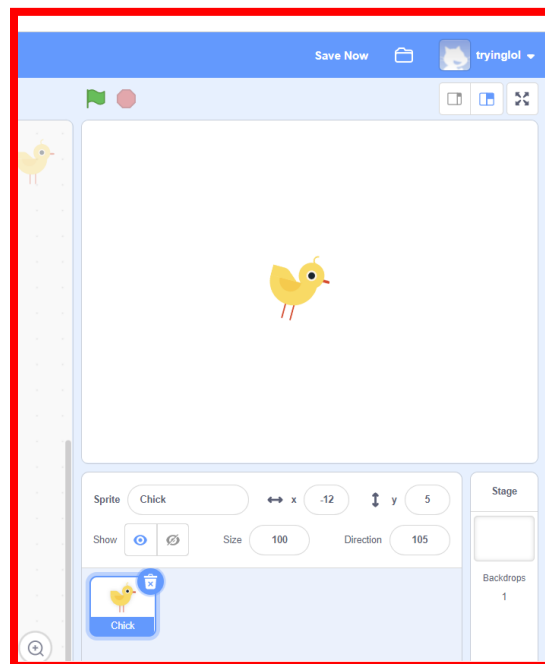 Save Now
tryinglol
Sprite Chick x -12 y 5
Show Size 100 Direction 105
Chick
Stage
Backdrops
1